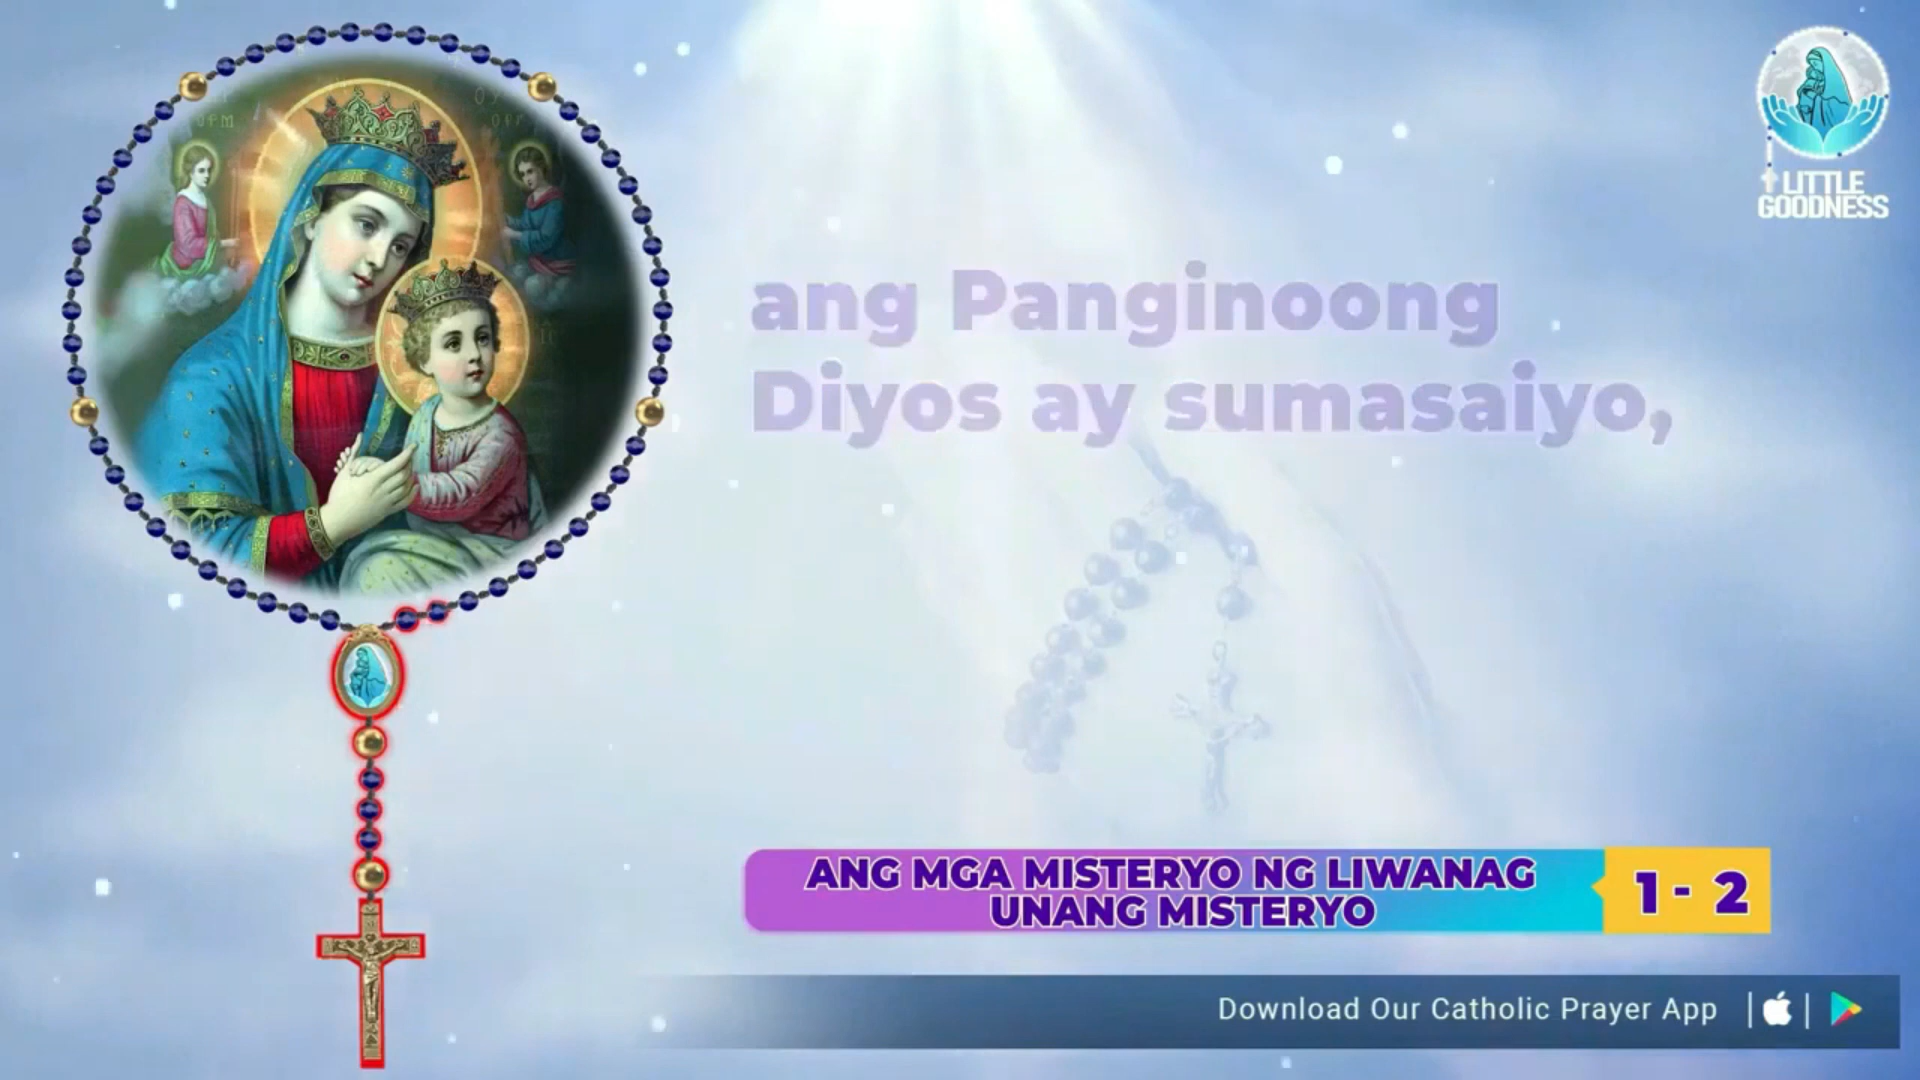 LITTLE
GOODNESS
ang Panginoong
Diyos ay sumasaiyo,
ANG MGA MISTERYO NG LIWANAG
UNANG MISTERYO
1 - 2
Download Our Catholic Prayer App